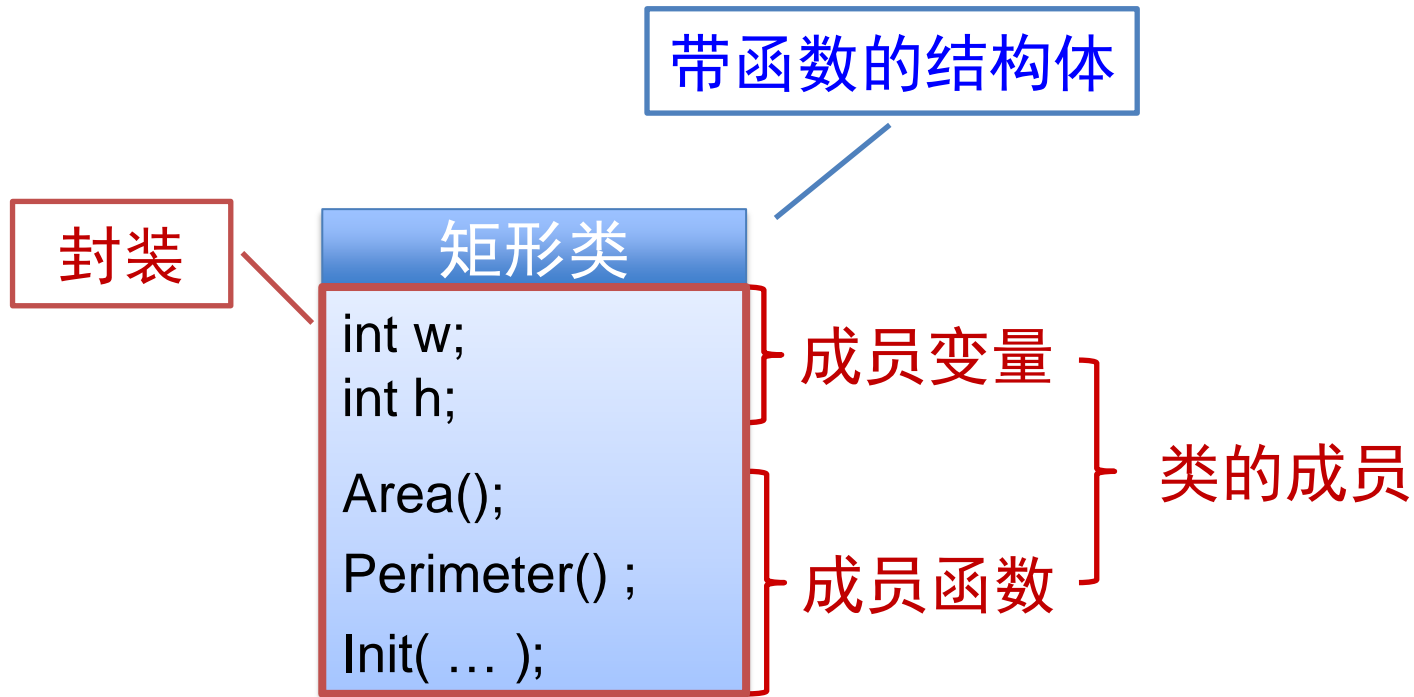 带函数的结构体
封装
矩形类
int w;
int h;
成员变量
Area();
Perimeter() ;
Init( … );
成员函数
类的成员